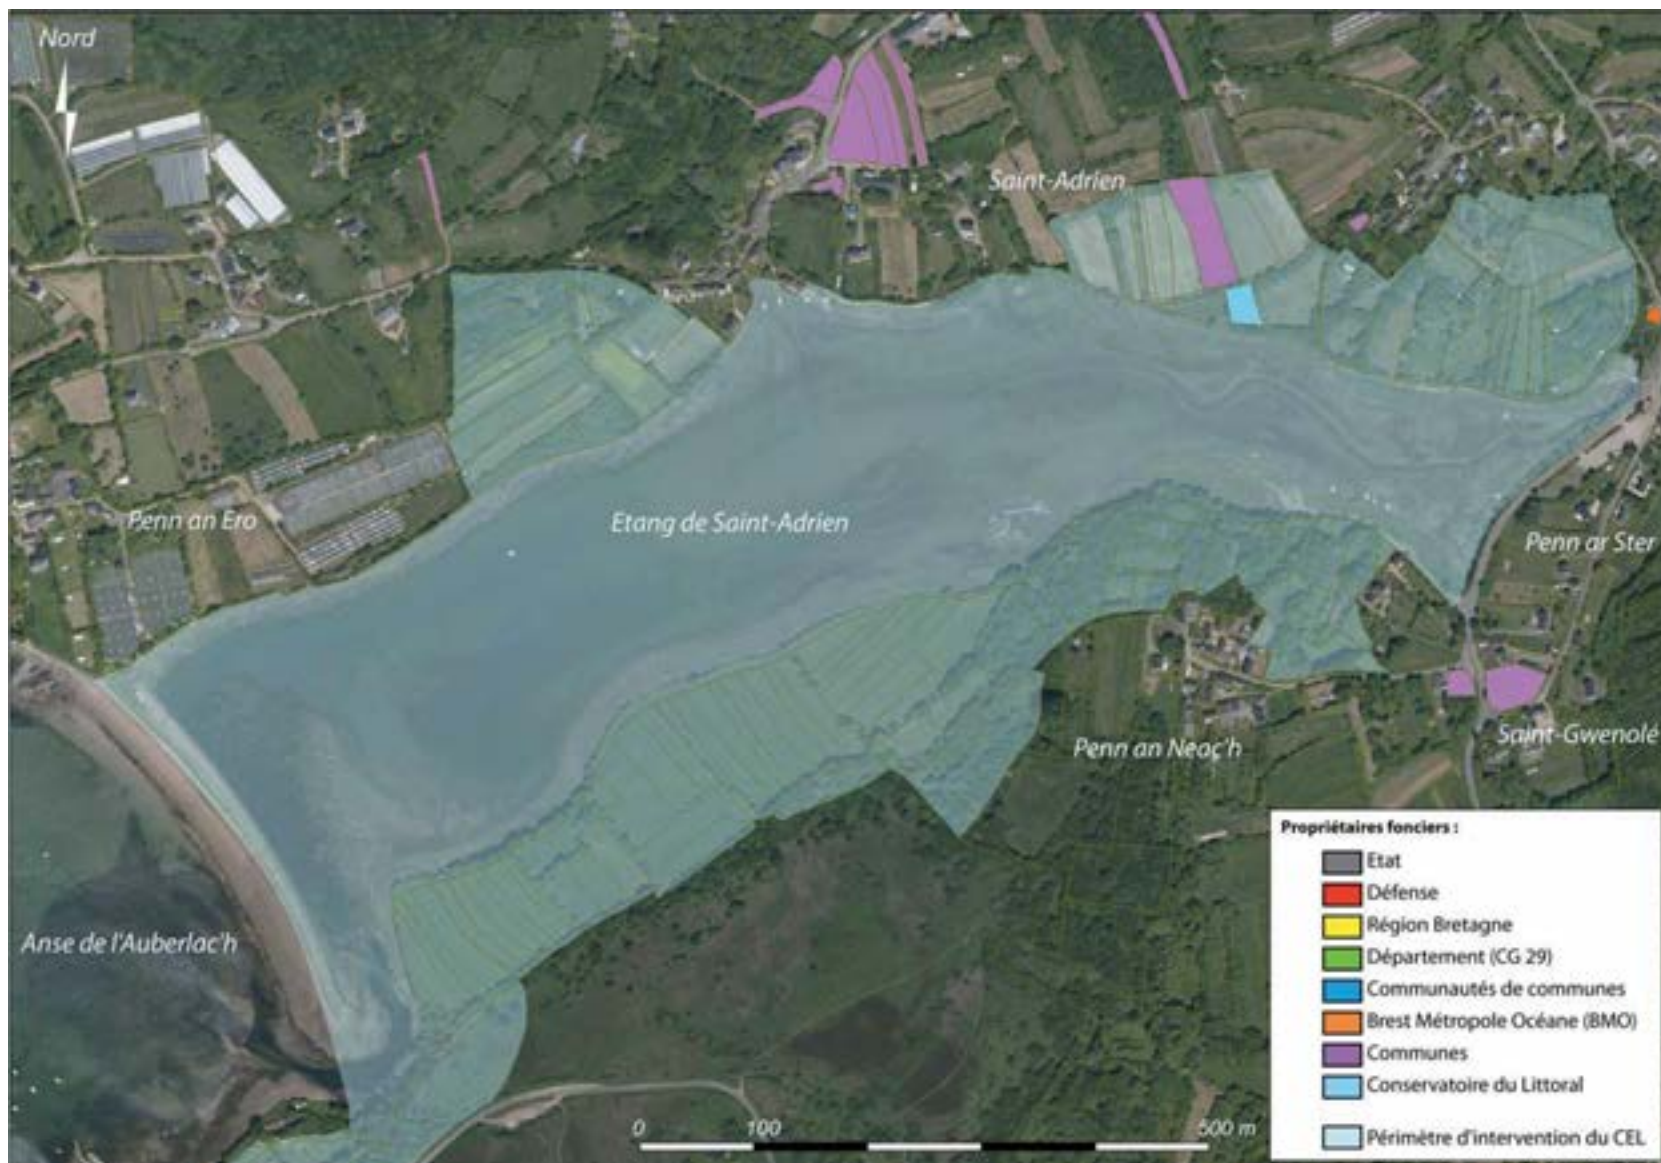 Nord
Saint-Adrien
Penn an Ero
Etang de Saint-Adrien
Penn ar Ster
Saint-Gwenolé
Penn an Neac'h
Anse de l'Auberlac'h
Propriétaires fonciers :
Etat
Défense
Région Bretagne
Département (CG 29)
Communautés de communes
Brest Métropole Océane (BMO)
Communes
Conservatoire du Littoral
Périmètre d'intervention du CEL
0 100 500 m